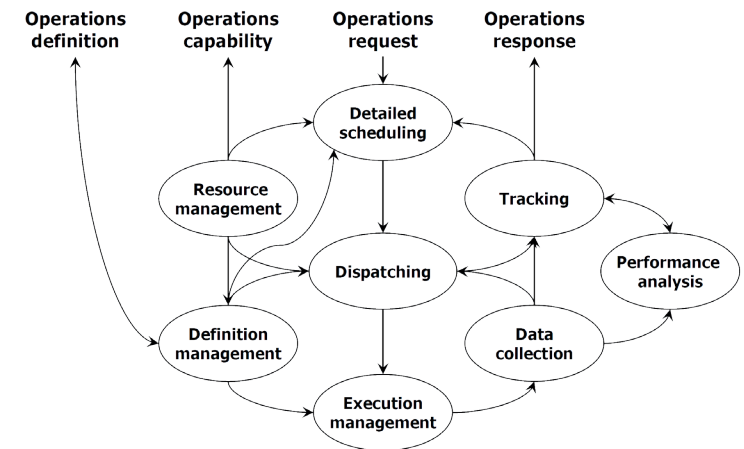 Operations
definition
Operations
capability
Operations
request
Operations
response
Detailed
scheduling
Resource
management
Tracking
Dispatching
Performance
analysis
Definition
management
Data
collection
Execution
management